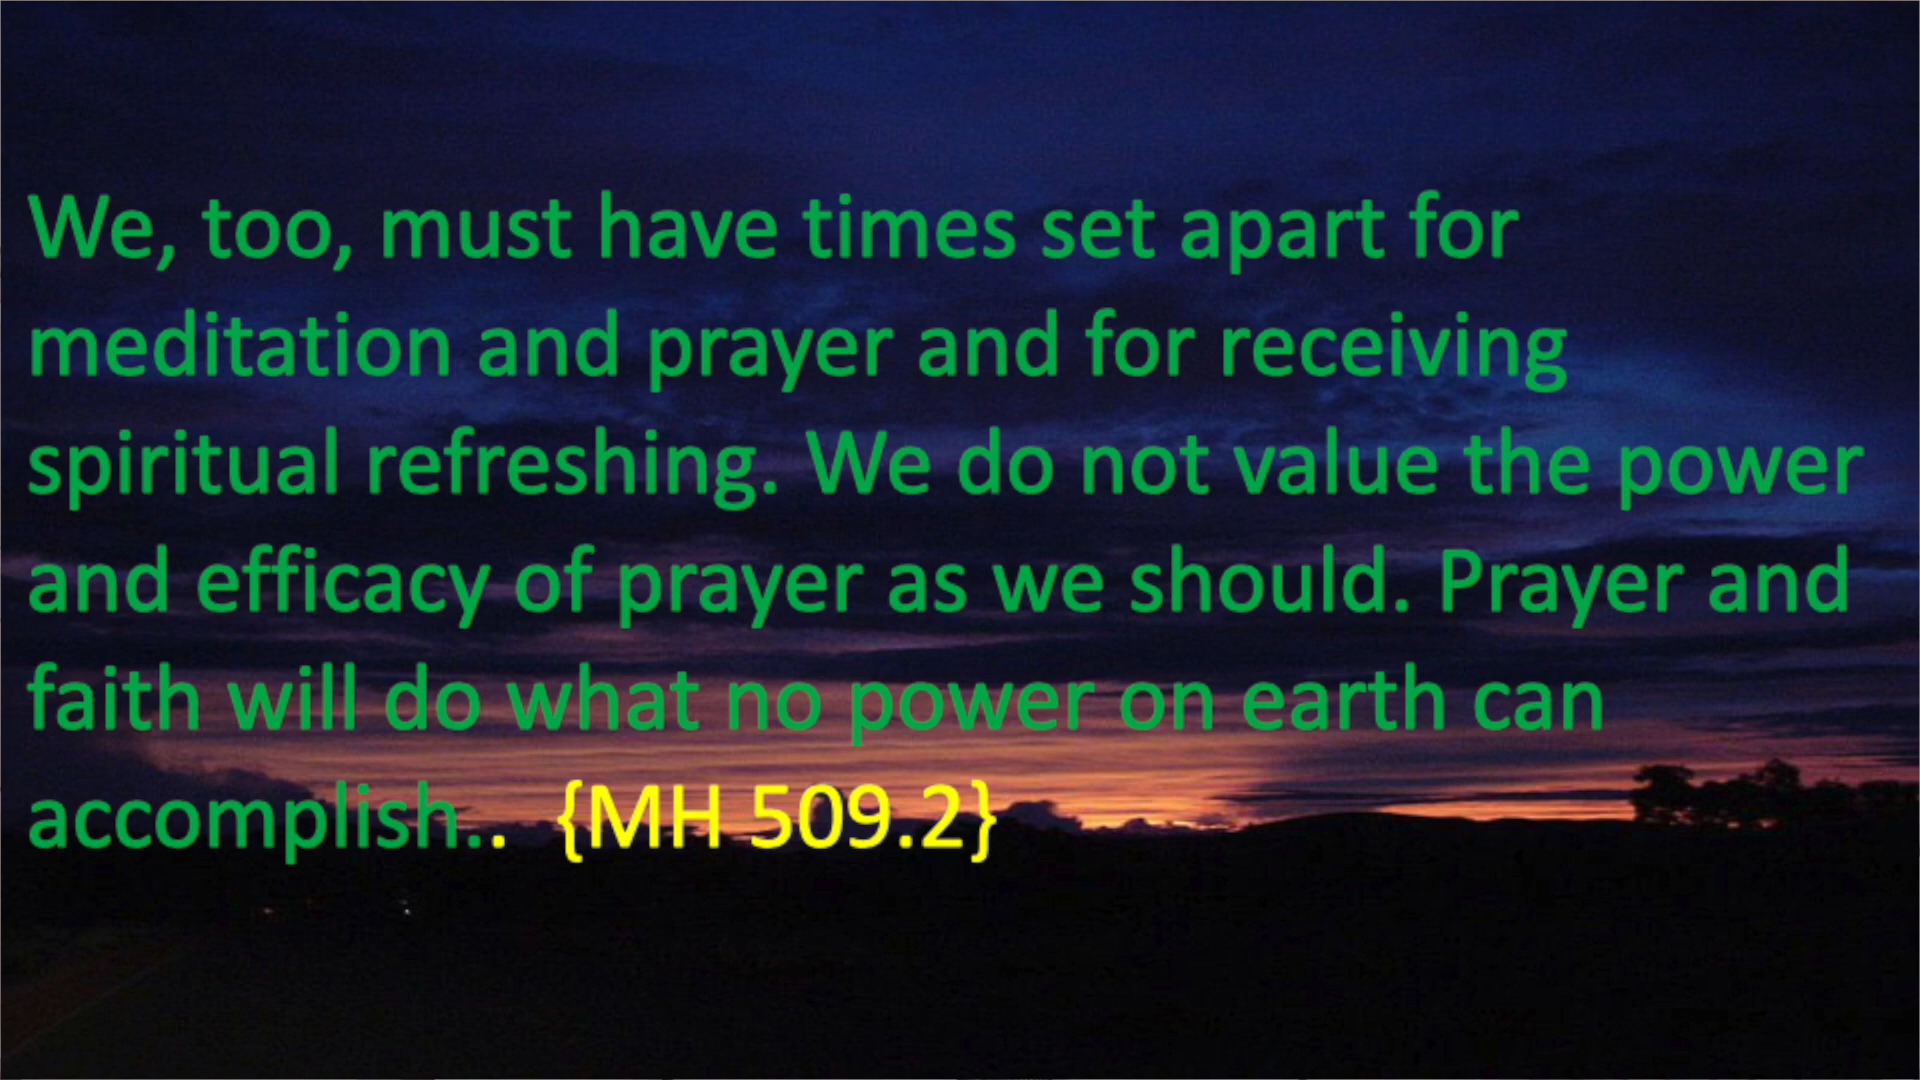 We, too, must have times set apart for
meditation and prayer and for receiving
spiritual refreshing. We do not value the power
and efficacy of prayer as we should. Prayer and
faith will do what no power on earth can
accomplish.. {MH 509.2}